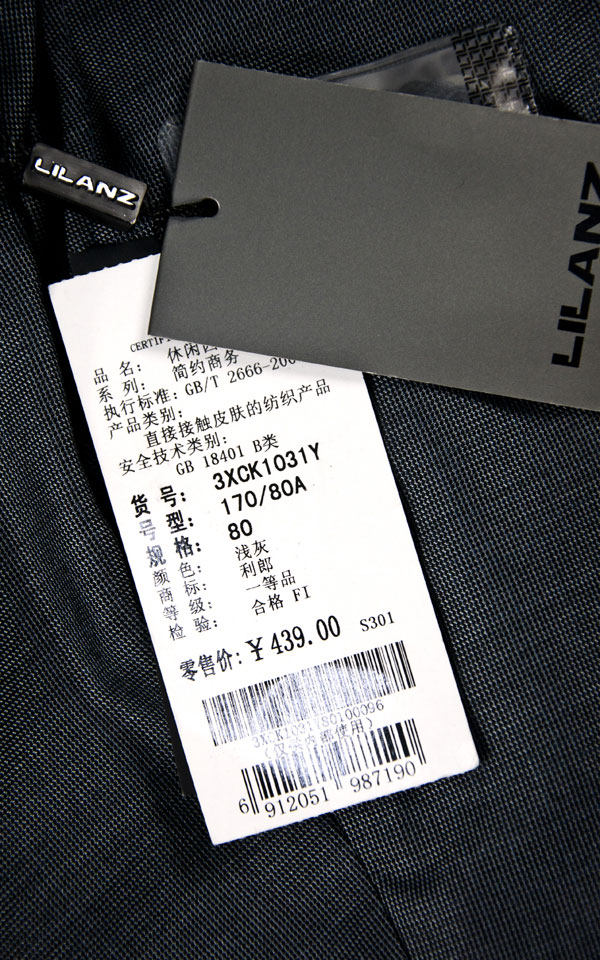 LILANZ
LILANZ
CERTIFI
品 名: 休闲
系 列: 简约商务
执行标准: GB/T 2666-200
产品类别:
直接接触皮肤的纺织产品
安全技术类别:
GB 18401 B类
货 号: 3XCK1031Y
号 型: 170/80A
规 格: 80
颜 色: 浅灰
商 标: 利郎
等 级: 一等品
检 验: 合格 FI
零售价: ¥439.00 S301
6 912051 987190